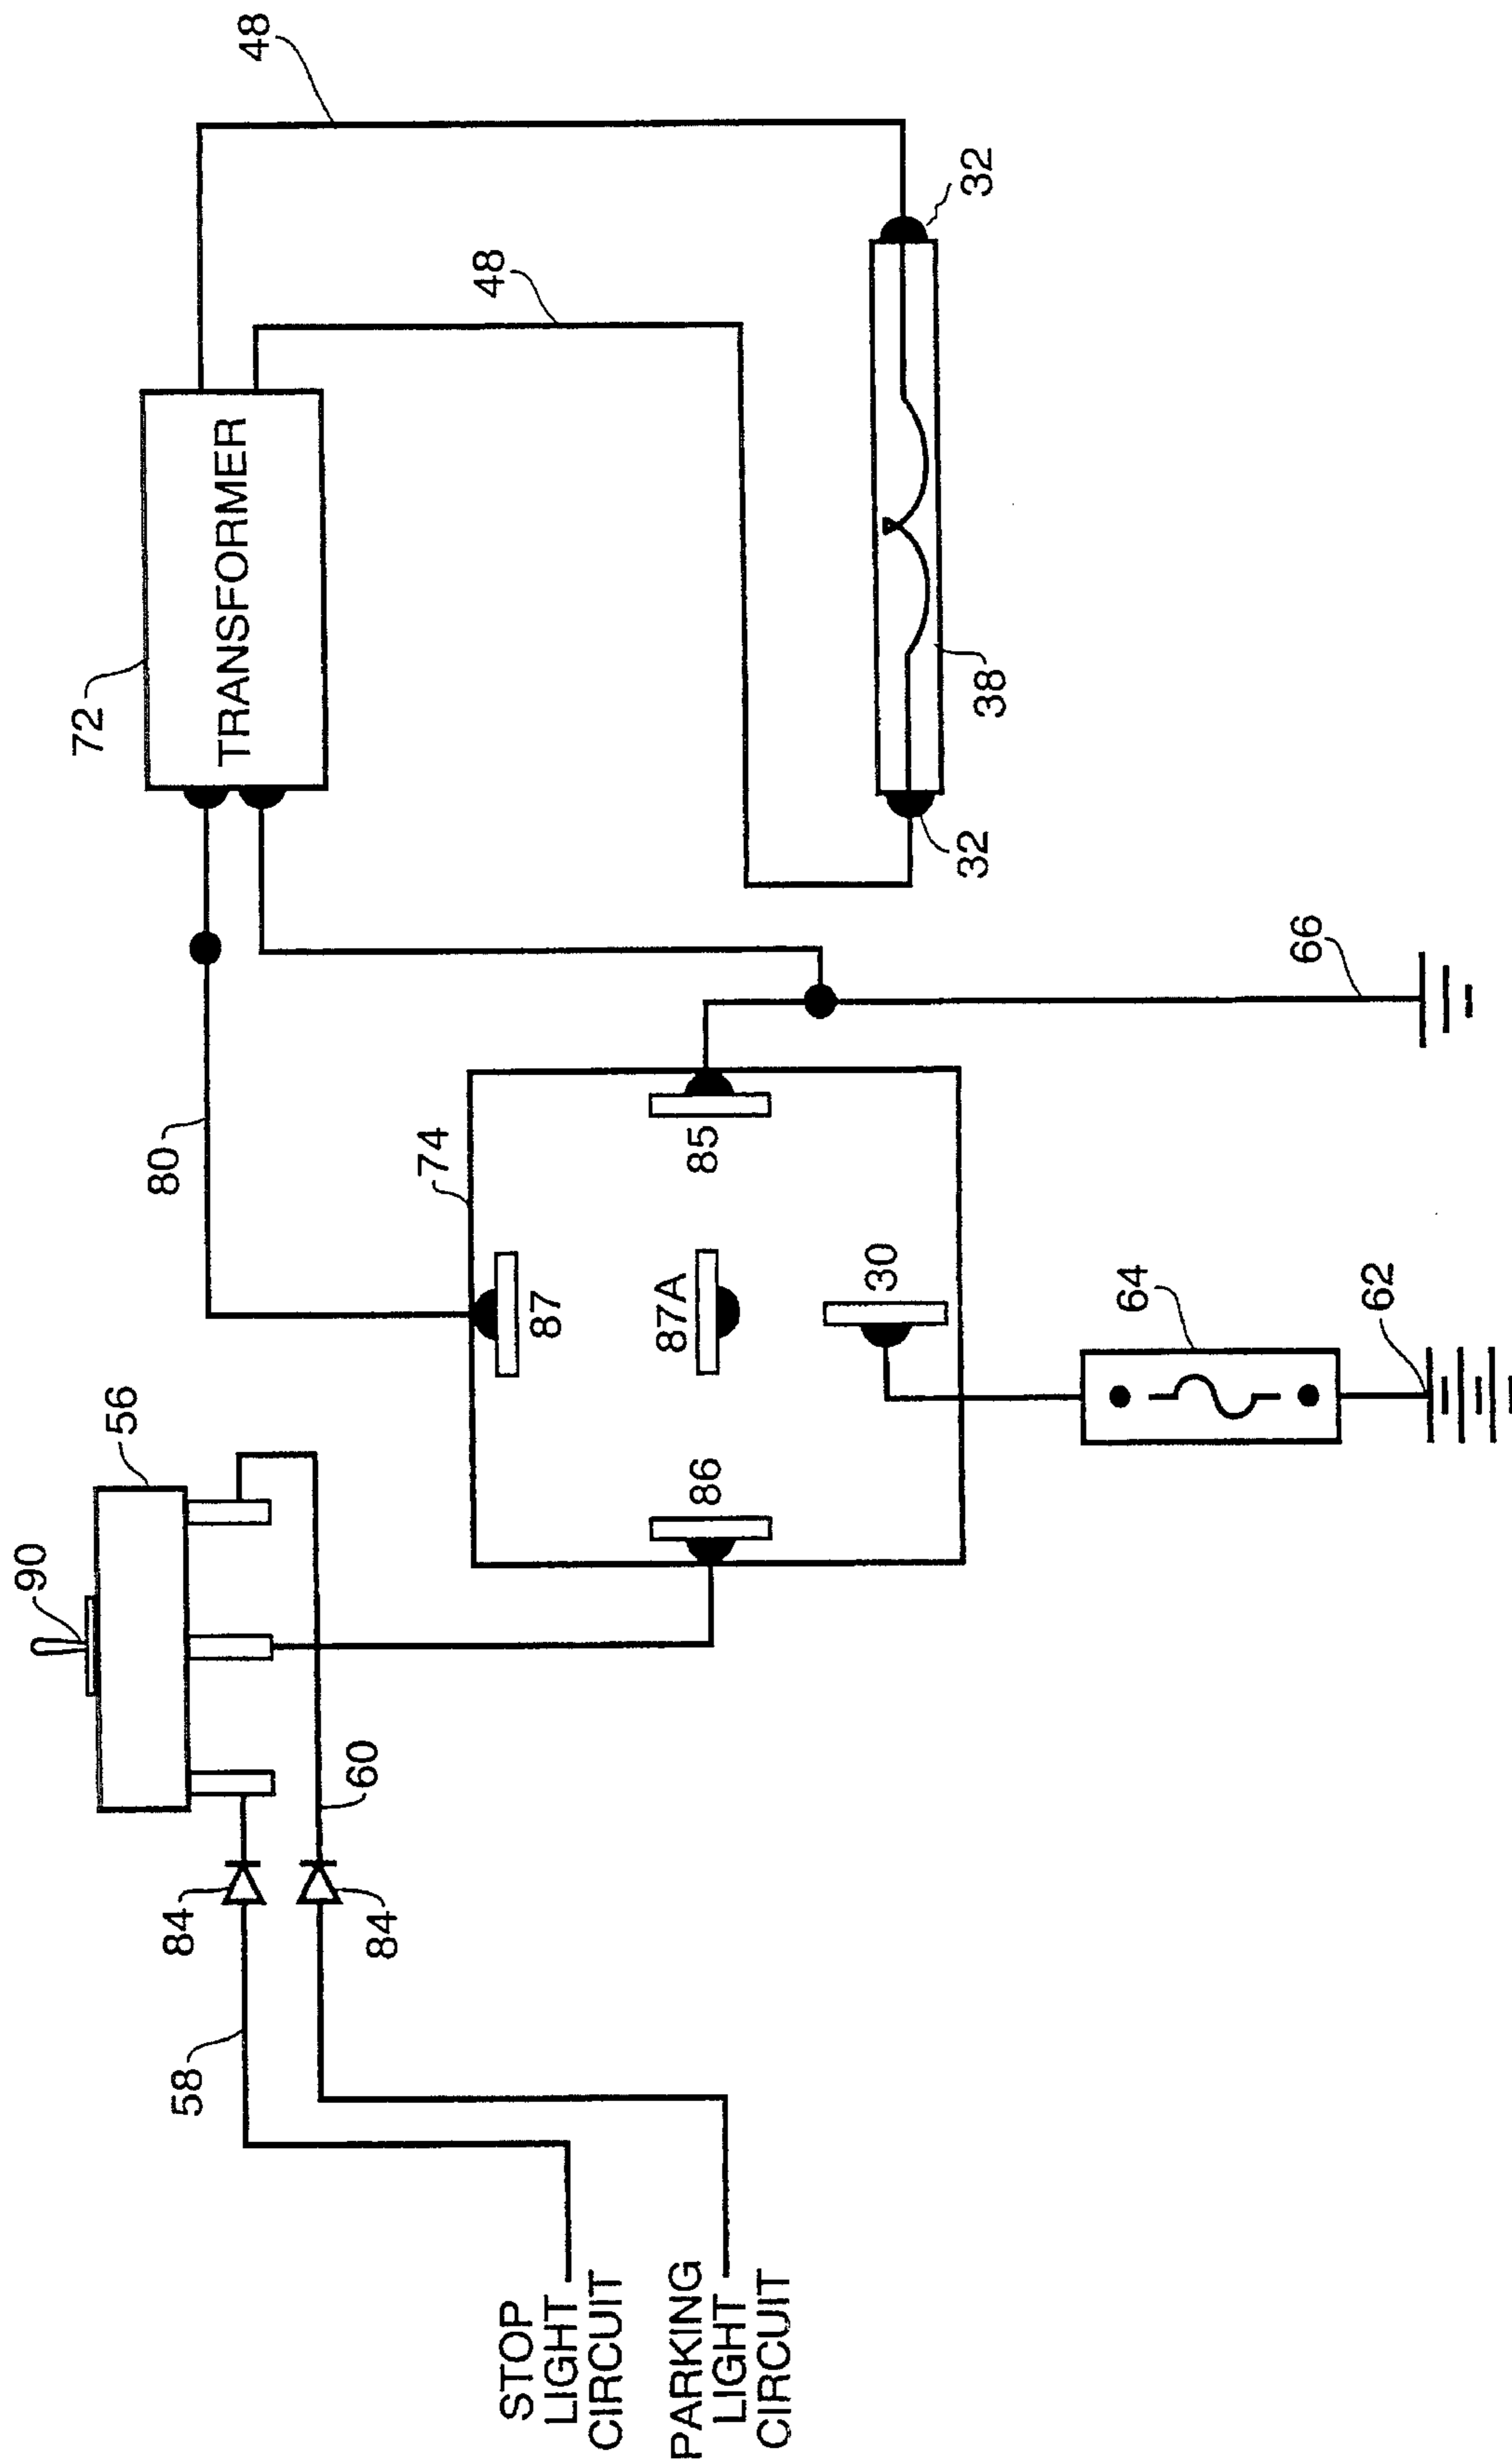 90
56
72
TRANSFORMER
48
48
80
74
84
84
58
60
87
87A
86
85
30
32
32
38
66
64
62
STOP
LIGHT
CIRCUIT
PARKING
LIGHT
CIRCUIT